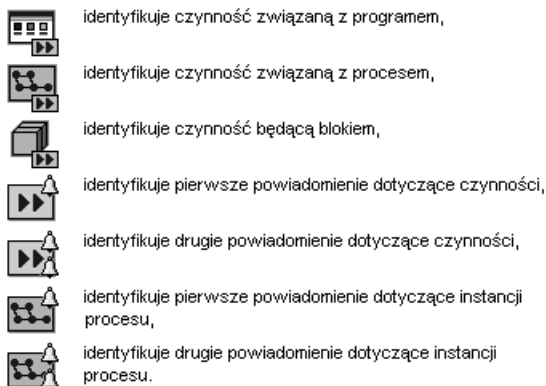 identyfikuje czynność związaną z programem,
identyfikuje czynność związaną z procesem,
identyfikuje czynność będącą blokiem,
identyfikuje pierwsze powiadomienie dotyczące czynności,
identyfikuje drugie powiadomienie dotyczące czynności,
identyfikuje pierwsze powiadomienie dotyczące instancji
procesu,
identyfikuje drugie powiadomienie dotyczące instancji
procesu.